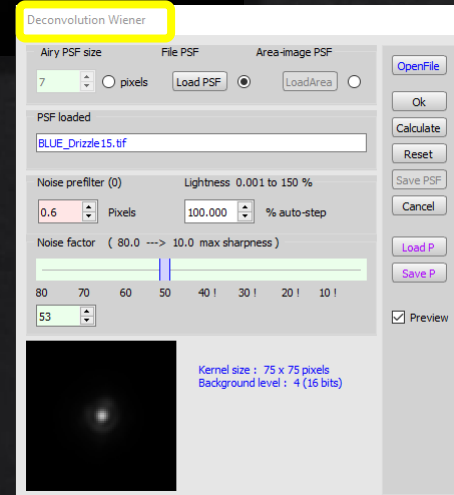 Deconvolution Wiener
Airy PSF size File PSF Area-image PSF
7 pixels Load PSF LoadArea
PSF loaded
BLUE_Drizzle15.tif
Noise prefilter (0) Lightness 0.001 to 150 %
0.6 Pixels 100.000 % auto-step
Noise factor ( 80.0 ---> 10.0 max sharpness )
80 70 60 50 40 ! 30 ! 20 ! 10 !
53
Kernel size : 75 x 75 pixels
Background level : 4 (16 bits)
OpenFile
Ok
Calculate
Reset
Save PSF
Cancel
Load P
Save P
Preview